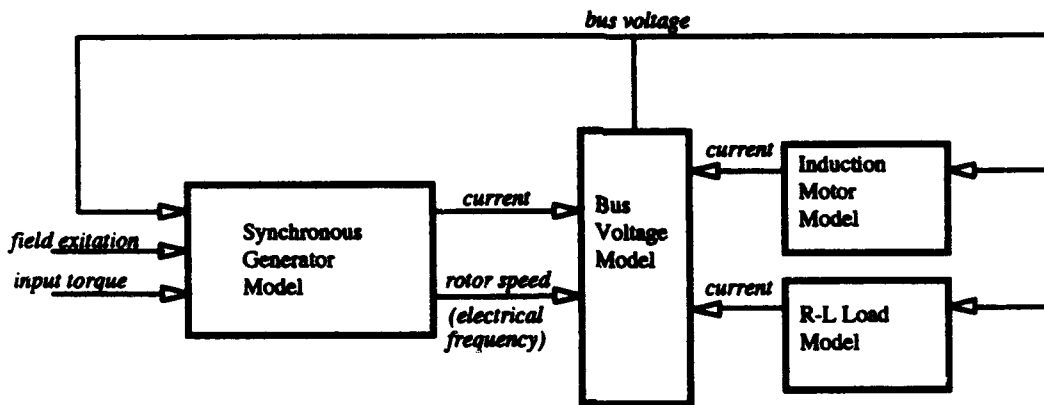 bus voltage
Synchronous
Generator
Model
field exitation
input torque
current
rotor speed
(electrical
frequency)
Bus
Voltage
Model
current
Induction
Motor
Model
current
R-L Load
Model